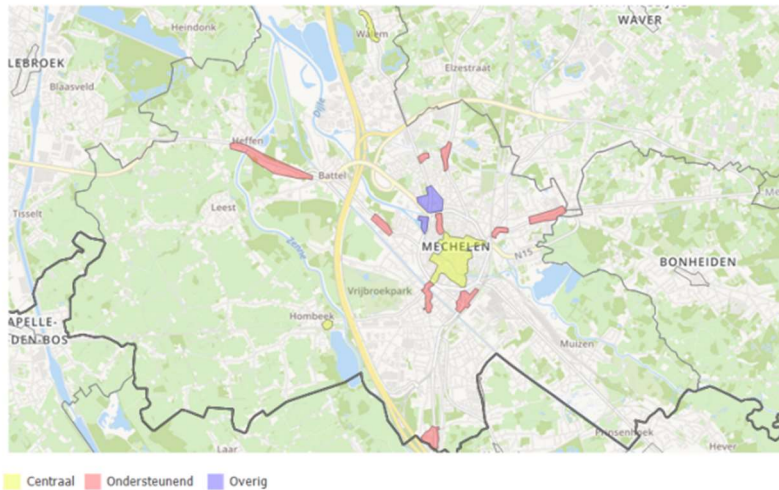 WAVER
Heindonk
Walem
LEBROEK
Elzestraat
Blaasveld
Dijle
Heffen
Battel
Tisselt
Leest
Zenne
MECHELEN
N15
BONHEIDEN
Vrijbroekpark
Hombeek
APELLE-
DEN-BOS
Muizen
Laar
Hever
Centraal Ondersteunend Overig